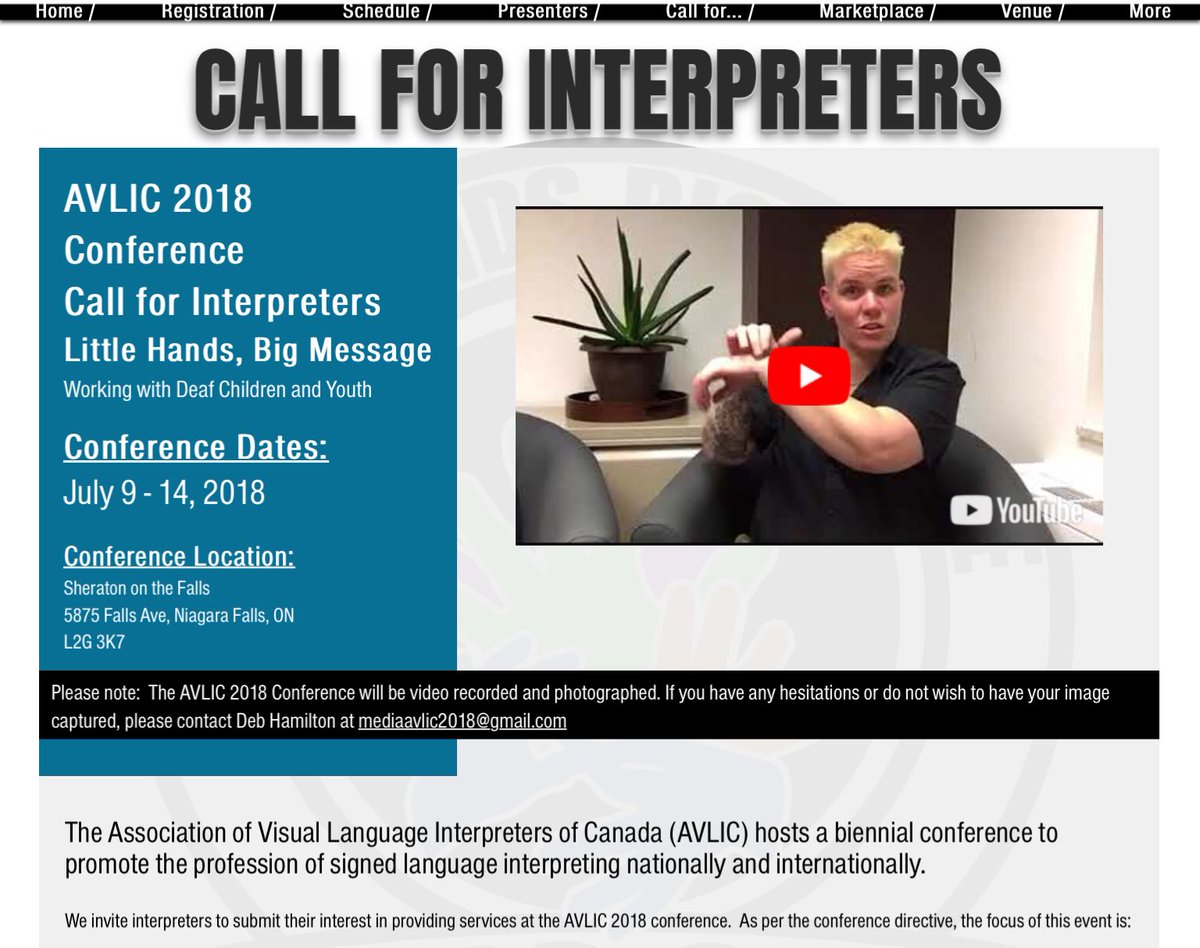 Home / Registration / Schedule / Presenters / Call for... / Marketplace / Venue / More
CALL FOR INTERPRETERS
AVLIC 2018
Conference
Call for Interpreters
Little Hands, Big Message
Working with Deaf Children and Youth
Conference Dates:
July 9 - 14, 2018
Conference Location:
Sheraton on the Falls
5875 Falls Ave, Niagara Falls, ON
L2G 3K7
YouTube
Please note:  The AVLIC 2018 Conference will be video recorded and photographed. If you have any hesitations or do not wish to have your image
captured, please contact Deb Hamilton at mediaavlic2018@gmail.com
The Association of Visual Language Interpreters of Canada (AVLIC) hosts a biennial conference to
promote the profession of signed language interpreting nationally and internationally.
We invite interpreters to submit their interest in providing services at the AVLIC 2018 conference.  As per the conference directive, the focus of this event is: